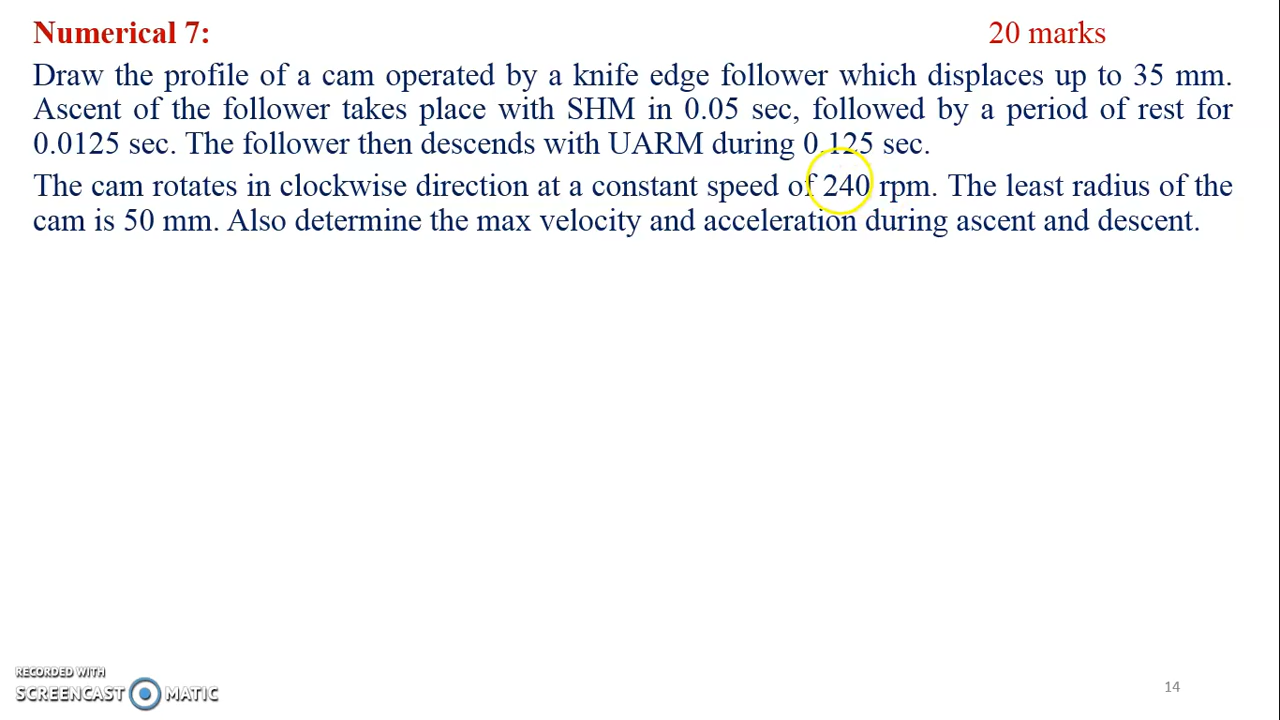 Numerical 7: 20 marks
Draw the profile of a cam operated by a knife edge follower which displaces up to 35 mm.
Ascent of the follower takes place with SHM in 0.05 sec, followed by a period of rest for
0.0125 sec. The follower then descends with UARM during 0.125 sec.
The cam rotates in clockwise direction at a constant speed of 240 rpm. The least radius of the
cam is 50 mm. Also determine the max velocity and acceleration during ascent and descent.
RECORDED WITH
SCREENCAST MATIC
14